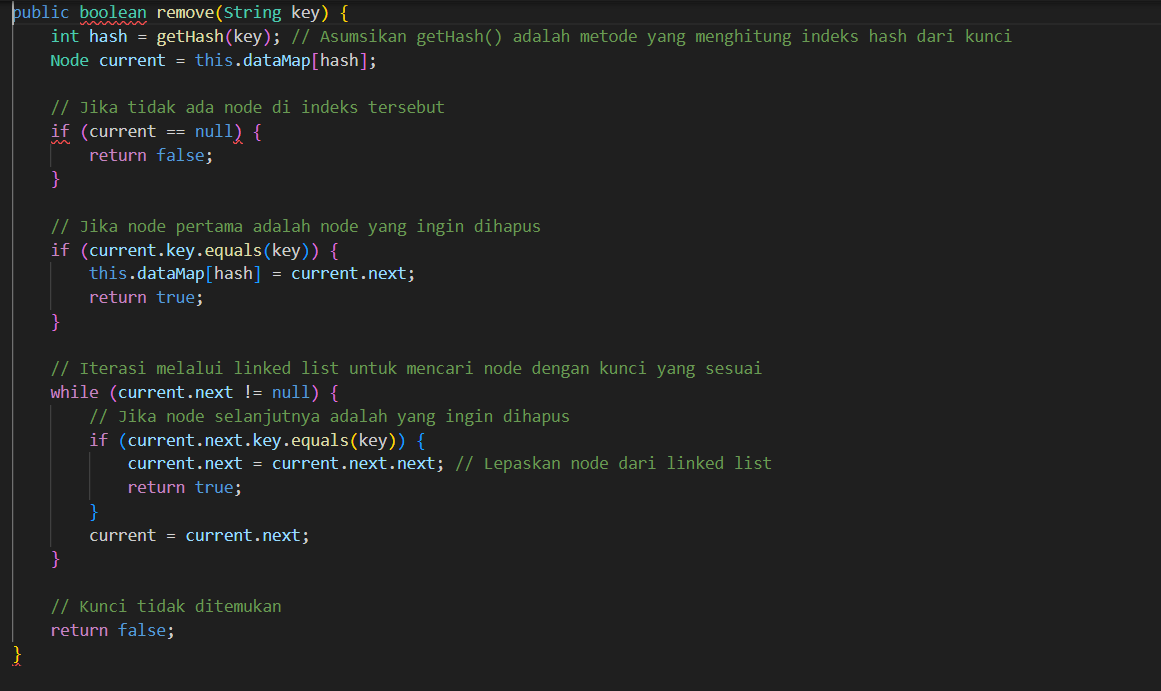 public boolean remove(String key) {
    int hash = getHash(key); // Asumsikan getHash() adalah metode yang menghitung indeks hash dari kunci
    Node current = this.dataMap[hash];

    // Jika tidak ada node di indeks tersebut
    if (current == null) {
        return false;
    }

    // Jika node pertama adalah node yang ingin dihapus
    if (current.key.equals(key)) {
        this.dataMap[hash] = current.next;
        return true;
    }

    // Iterasi melalui linked list untuk mencari node dengan kunci yang sesuai
    while (current.next != null) {
        // Jika node selanjutnya adalah yang ingin dihapus
        if (current.next.key.equals(key)) {
            current.next = current.next.next; // Lepaskan node dari linked list
            return true;
        }
        current = current.next;
    }

    // Kunci tidak ditemukan
    return false;
}